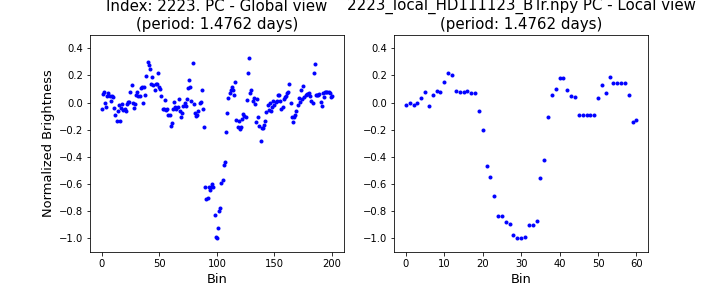 Index: 2223. PC - Global view
(period: 1.4762 days)
2223_local_HD111123_BTr.npy PC - Local view
(period: 1.4762 days)
Normalized Brightness
0.4
0.2
0.0
−0.2
−0.4
−0.6
−0.8
−1.0
0 50 100 150 200
Bin
0.4
0.2
0.0
−0.2
−0.4
−0.6
−0.8
−1.0
0 10 20 30 40 50 60
Bin